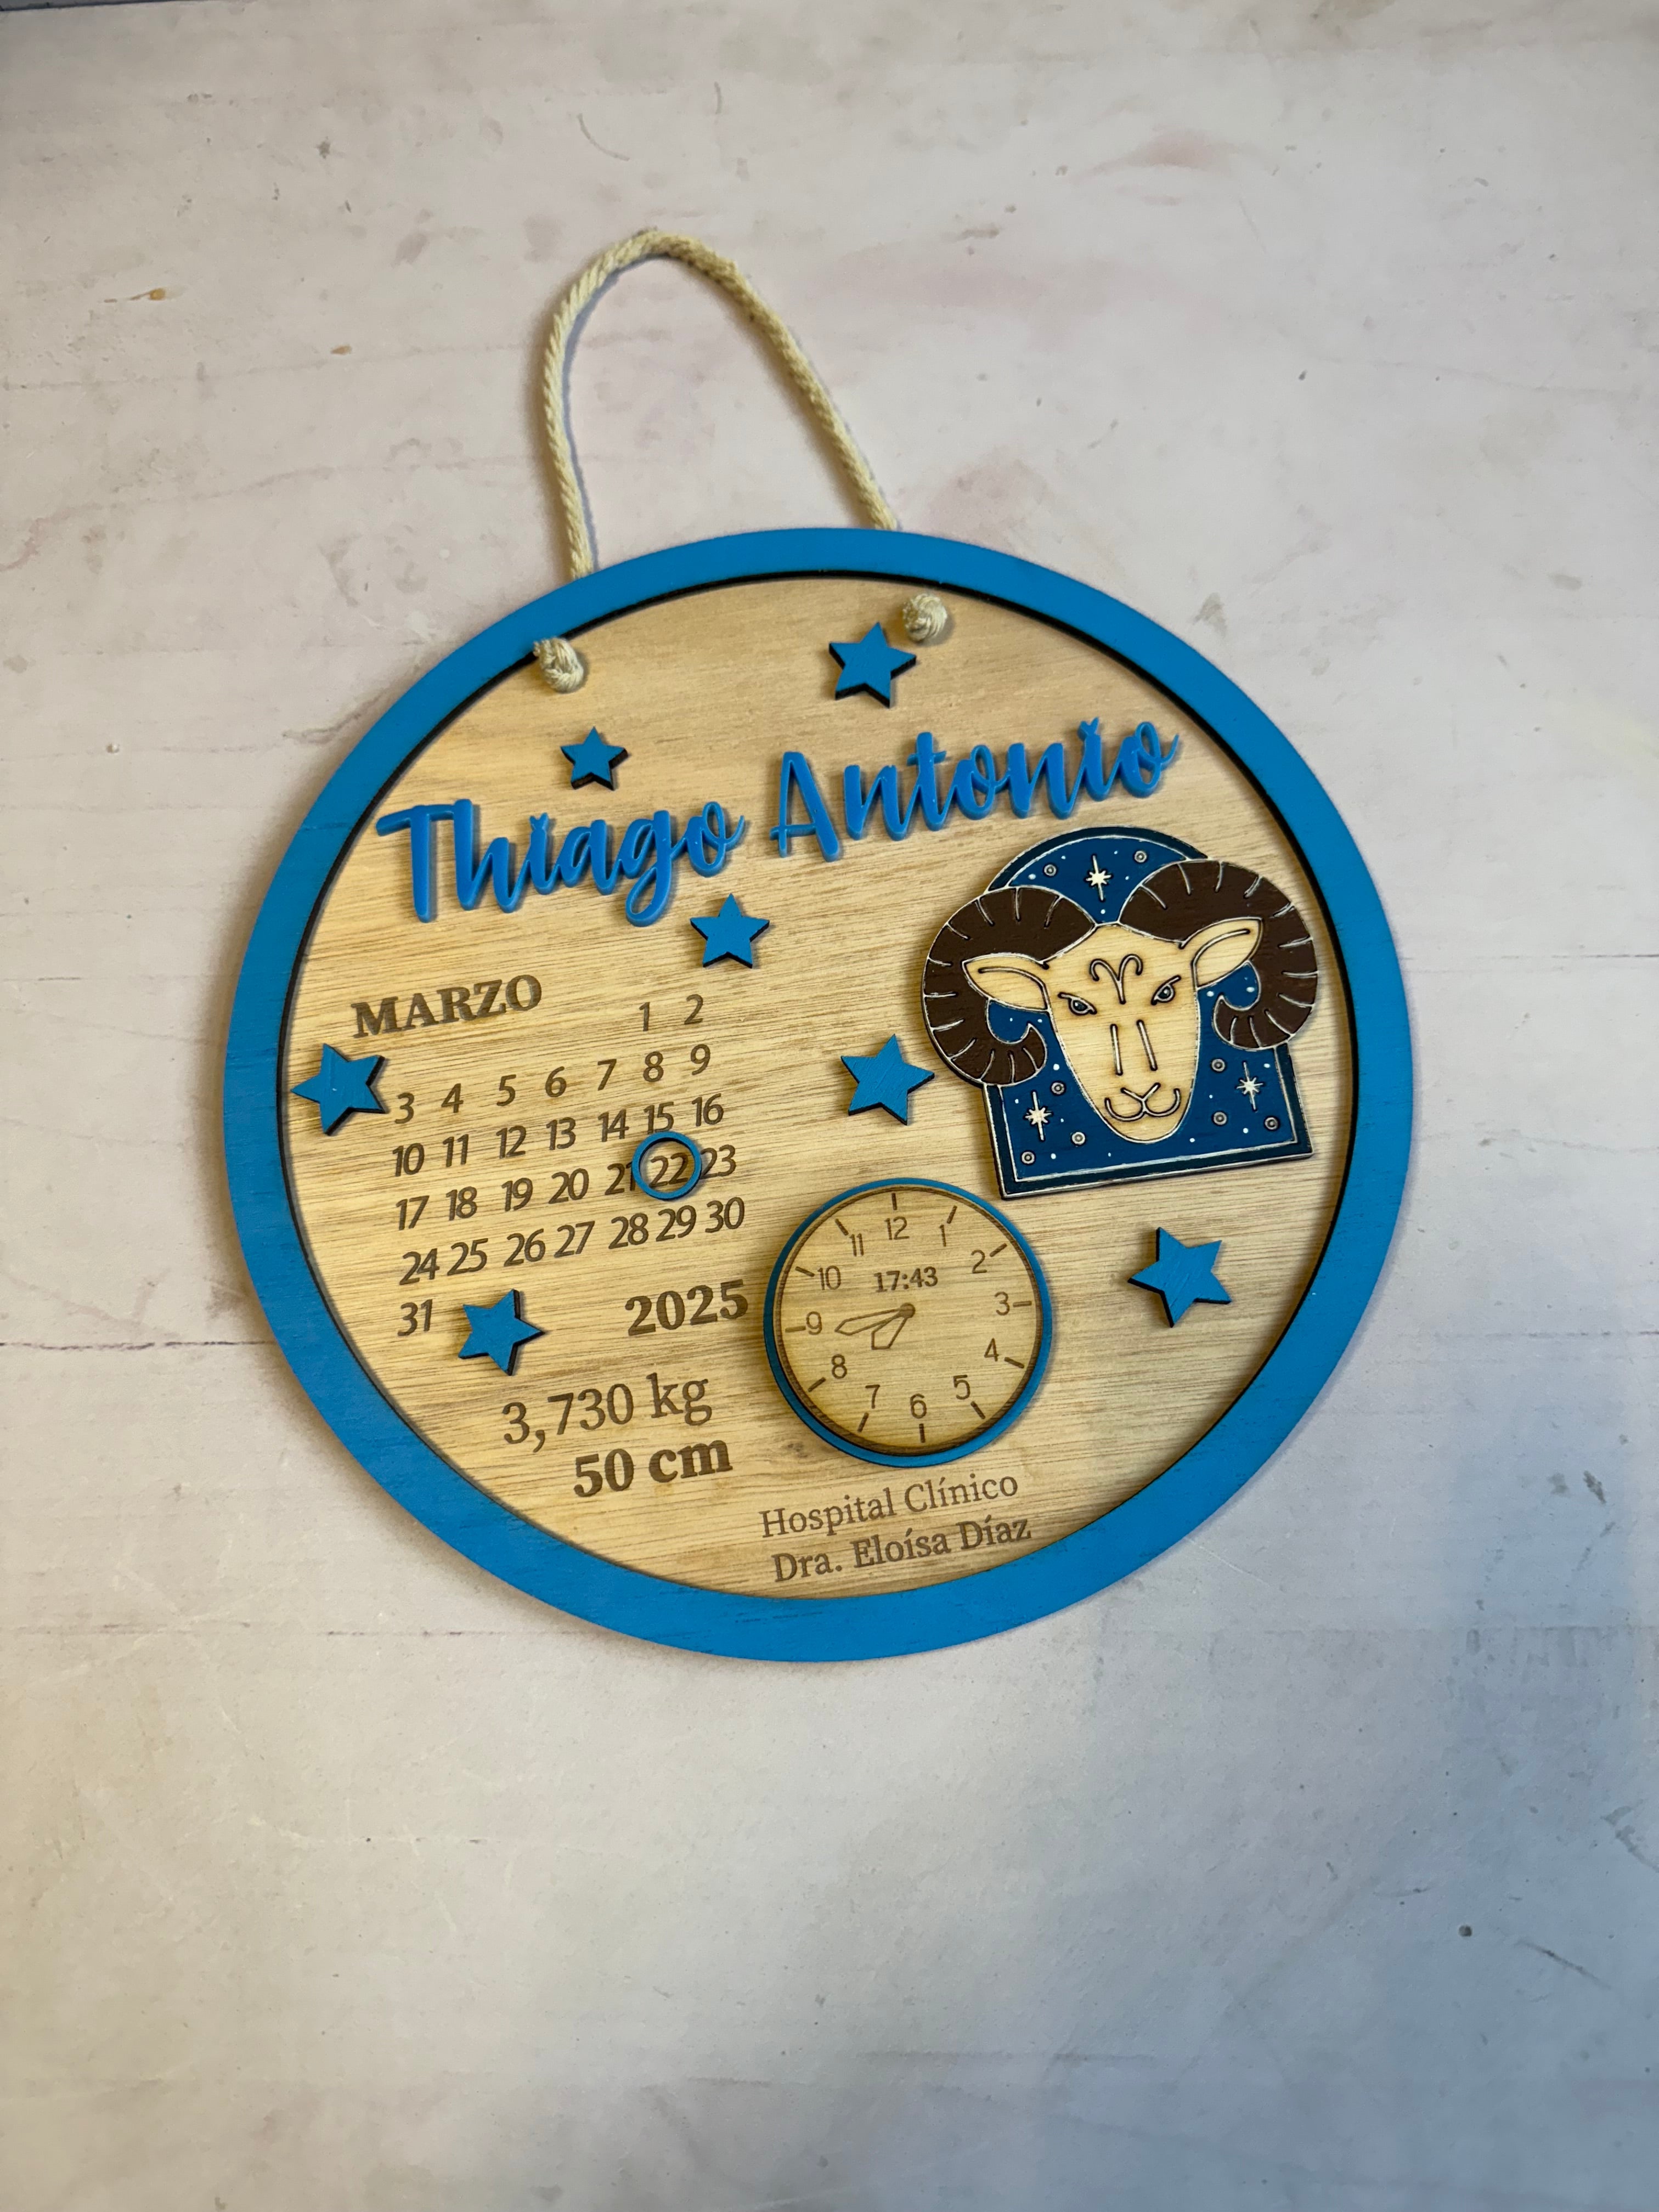 Thiago Antonio
MARZO
1 2
3 4 5 6 7 8 9
10 11 12 13 14 15 16
17 18 19 20 21 22 23
24 25 26 27 28 29 30
31
2025
3,730 kg
50 cm
12
11 1
10 17:43 2
9 3
8 4
7 5
6
Hospital Clínico
Dra. Eloísa Díaz